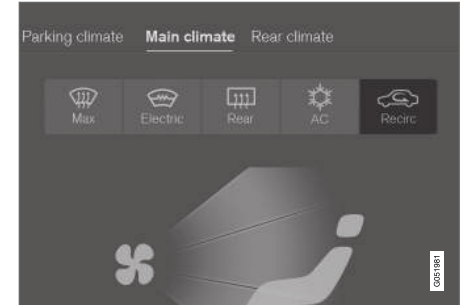 Parking climate Main climate Rear climate
Max Electric Rear AC Recirc
G051981